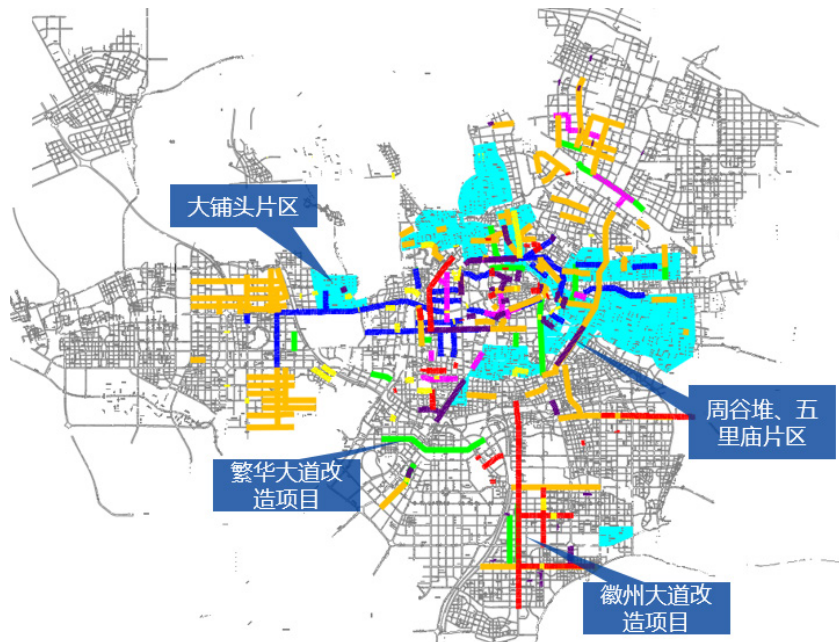 大铺头片区
周谷堆、五
里庙片区
繁华大道改
造项目
徽州大道改
造项目